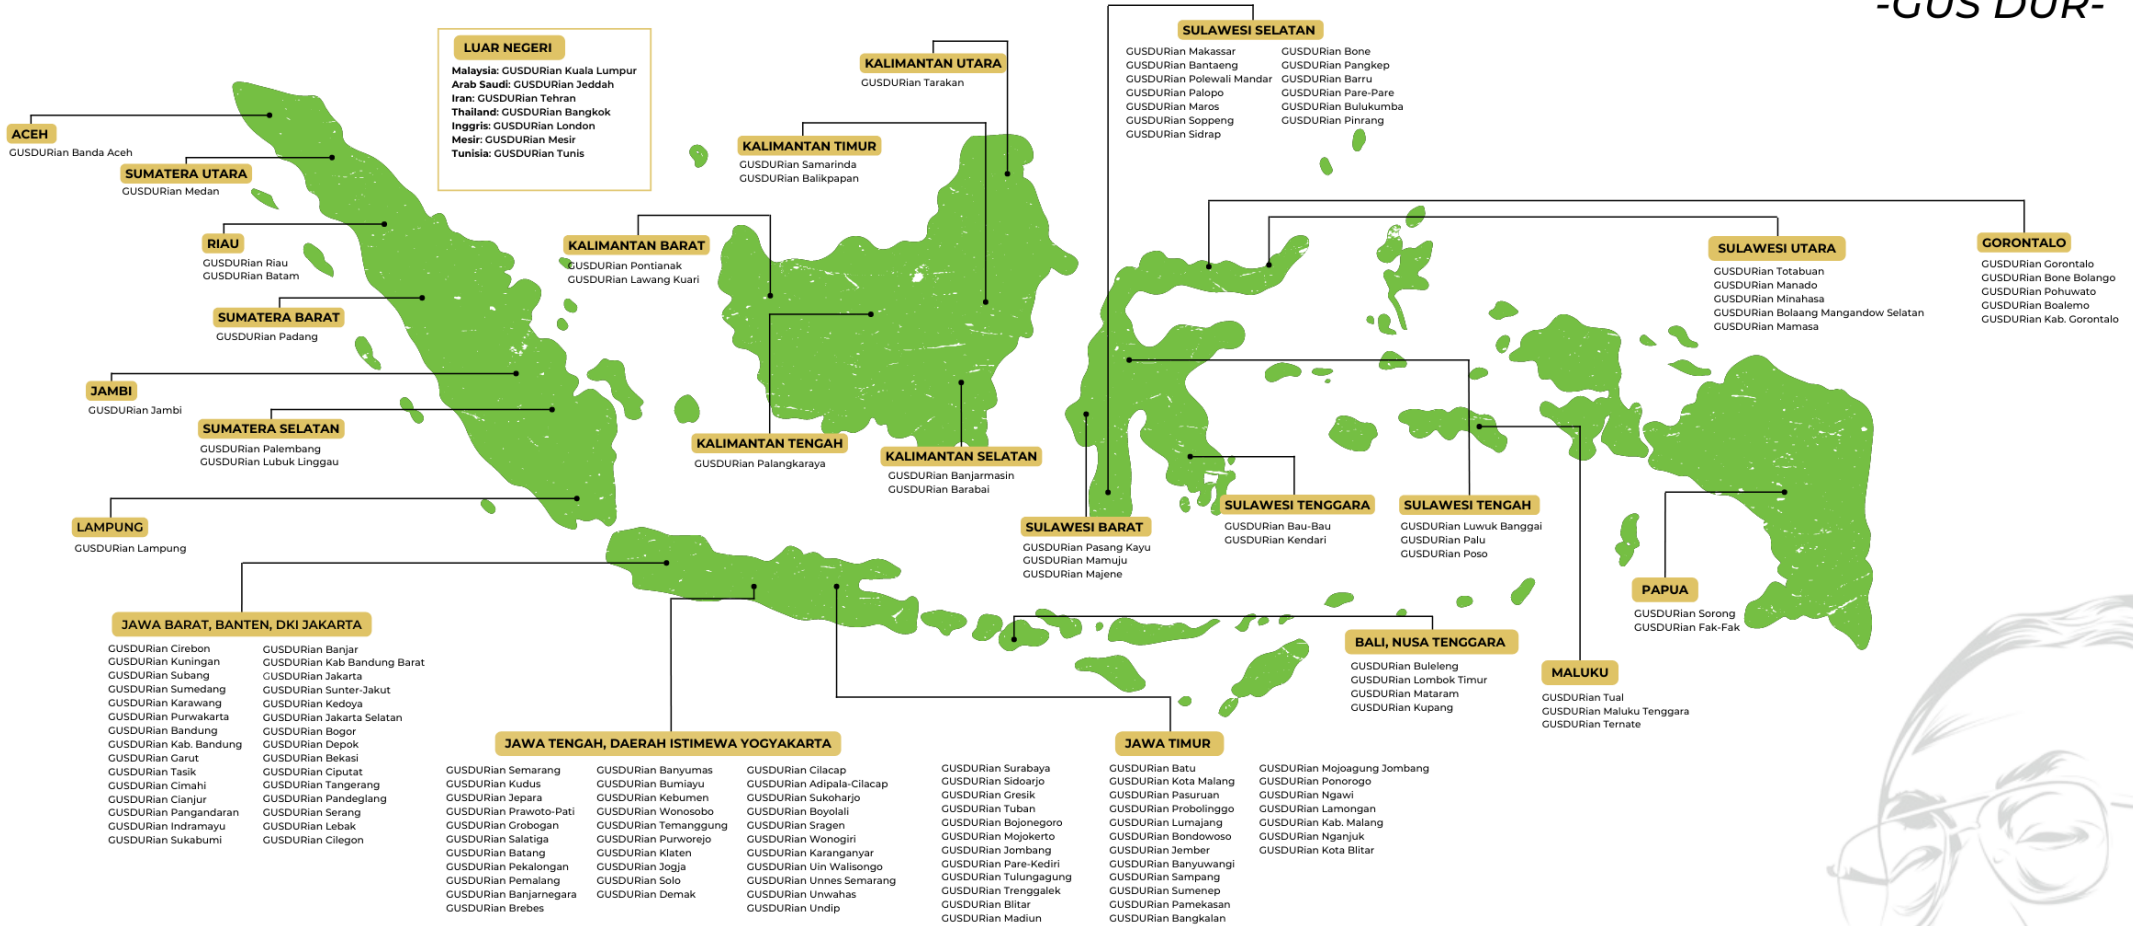 -GUS DUR-
LUAR NEGERI
Malaysia: GUSDURian Kuala Lumpur
Arab Saudi: GUSDURian Jeddah
Iran: GUSDURian Tehran
Thailand: GUSDURian Bangkok
Inggris: GUSDURian London
Mesir: GUSDURian Mesir
Tunisia: GUSDURian Tunis
ACEH
GUSDURian Banda Aceh
SUMATERA UTARA
GUSDURian Medan
RIAU
GUSDURian Riau
GUSDURian Batam
SUMATERA BARAT
GUSDURian Padang
JAMBI
GUSDURian Jambi
SUMATERA SELATAN
GUSDURian Palembang
GUSDURian Lubuk Linggau
LAMPUNG
GUSDURian Lampung
KALIMANTAN UTARA
GUSDURian Tarakan
KALIMANTAN TIMUR
GUSDURian Samarinda
GUSDURian Balikpapan
KALIMANTAN BARAT
GUSDURian Pontianak
GUSDURian Lawang Kuari
KALIMANTAN TENGAH
GUSDURian Palangkaraya
KALIMANTAN SELATAN
GUSDURian Banjarmasin
GUSDURian Barabai
SULAWESI SELATAN
GUSDURian Makassar
GUSDURian Bantaeng
GUSDURian Polewali Mandar
GUSDURian Palopo
GUSDURian Maros
GUSDURian Soppeng
GUSDURian Sidrap
GUSDURian Bone
GUSDURian Pangkep
GUSDURian Barru
GUSDURian Pare-Pare
GUSDURian Bulukumba
GUSDURian Pinrang
SULAWESI UTARA
GUSDURian Totabuan
GUSDURian Manado
GUSDURian Minahasa
GUSDURian Bolaang Mangandow Selatan
GUSDURian Mamasa
GORONTALO
GUSDURian Gorontalo
GUSDURian Bone Bolango
GUSDURian Pohuwato
GUSDURian Boalemo
GUSDURian Kab. Gorontalo
SULAWESI BARAT
GUSDURian Pasang Kayu
GUSDURian Mamuju
GUSDURian Majene
SULAWESI TENGGARA
GUSDURian Bau-Bau
GUSDURian Kendari
SULAWESI TENGAH
GUSDURian Luwuk Banggai
GUSDURian Palu
GUSDURian Poso
PAPUA
GUSDURian Sorong
GUSDURian Fak-Fak
BALI, NUSA TENGGARA
GUSDURian Buleleng
GUSDURian Lombok Timur
GUSDURian Mataram
GUSDURian Kupang
MALUKU
GUSDURian Tual
GUSDURian Maluku Tenggara
GUSDURian Ternate
JAWA BARAT, BANTEN, DKI JAKARTA
GUSDURian Cirebon
GUSDURian Kuningan
GUSDURian Subang
GUSDURian Sumedang
GUSDURian Karawang
GUSDURian Purwakarta
GUSDURian Bandung
GUSDURian Kab. Bandung
GUSDURian Garut
GUSDURian Tasik
GUSDURian Cimahi
GUSDURian Cianjur
GUSDURian Pangandaran
GUSDURian Indramayu
GUSDURian Sukabumi
GUSDURian Banjar
GUSDURian Kab Bandung Barat
GUSDURian Jakarta
GUSDURian Sunter-Jakut
GUSDURian Kedoya
GUSDURian Jakarta Selatan
GUSDURian Bogor
GUSDURian Depok
GUSDURian Bekasi
GUSDURian Ciputat
GUSDURian Tangerang
GUSDURian Pandeglang
GUSDURian Serang
GUSDURian Lebak
GUSDURian Cilegon
JAWA TENGAH, DAERAH ISTIMEWA YOGYAKARTA
GUSDURian Semarang
GUSDURian Kudus
GUSDURian Jepara
GUSDURian Prawoto-Pati
GUSDURian Grobogan
GUSDURian Salatiga
GUSDURian Batang
GUSDURian Pekalongan
GUSDURian Pemalang
GUSDURian Banjarnegara
GUSDURian Brebes
GUSDURian Banyumas
GUSDURian Bumiayu
GUSDURian Kebumen
GUSDURian Wonosobo
GUSDURian Temanggung
GUSDURian Purworejo
GUSDURian Klaten
GUSDURian Jogja
GUSDURian Solo
GUSDURian Demak
GUSDURian Cilacap
GUSDURian Adipala-Cilacap
GUSDURian Sukoharjo
GUSDURian Boyolali
GUSDURian Sragen
GUSDURian Wonogiri
GUSDURian Karanganyar
GUSDURian Uin Walisongo
GUSDURian Unnes Semarang
GUSDURian Unwahas
GUSDURian Undip
JAWA TIMUR
GUSDURian Surabaya
GUSDURian Sidoarjo
GUSDURian Gresik
GUSDURian Tuban
GUSDURian Bojonegoro
GUSDURian Mojokerto
GUSDURian Jombang
GUSDURian Pare-Kediri
GUSDURian Tulungagung
GUSDURian Trenggalek
GUSDURian Blitar
GUSDURian Madiun
GUSDURian Batu
GUSDURian Kota Malang
GUSDURian Pasuruan
GUSDURian Probolinggo
GUSDURian Lumajang
GUSDURian Bondowoso
GUSDURian Jember
GUSDURian Banyuwangi
GUSDURian Sampang
GUSDURian Sumenep
GUSDURian Pamekasan
GUSDURian Bangkalan
GUSDURian Mojoagung Jombang
GUSDURian Ponorogo
GUSDURian Ngawi
GUSDURian Lamongan
GUSDURian Kab. Malang
GUSDURian Nganjuk
GUSDURian Kota Blitar